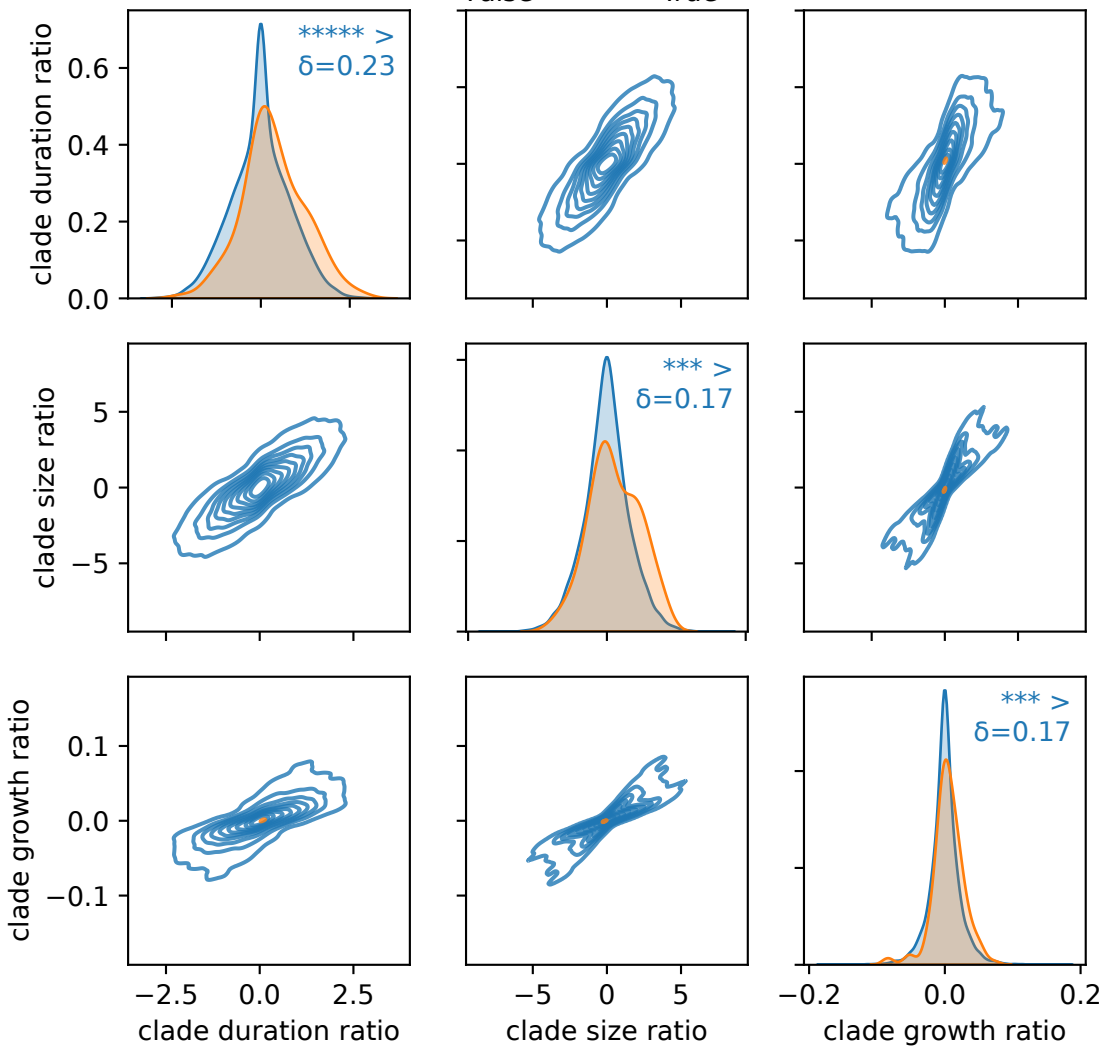 ***** >
δ=0.23
clade duration ratio
0.6
0.4
0.2
0.0
*** >
δ=0.17
clade size ratio
5
0
−5
*** >
δ=0.17
clade growth ratio
0.1
0.0
−0.1
−2.5 0.0 2.5
−5 0 5
−0.2 0.0 0.2
clade duration ratio
clade size ratio
clade growth ratio